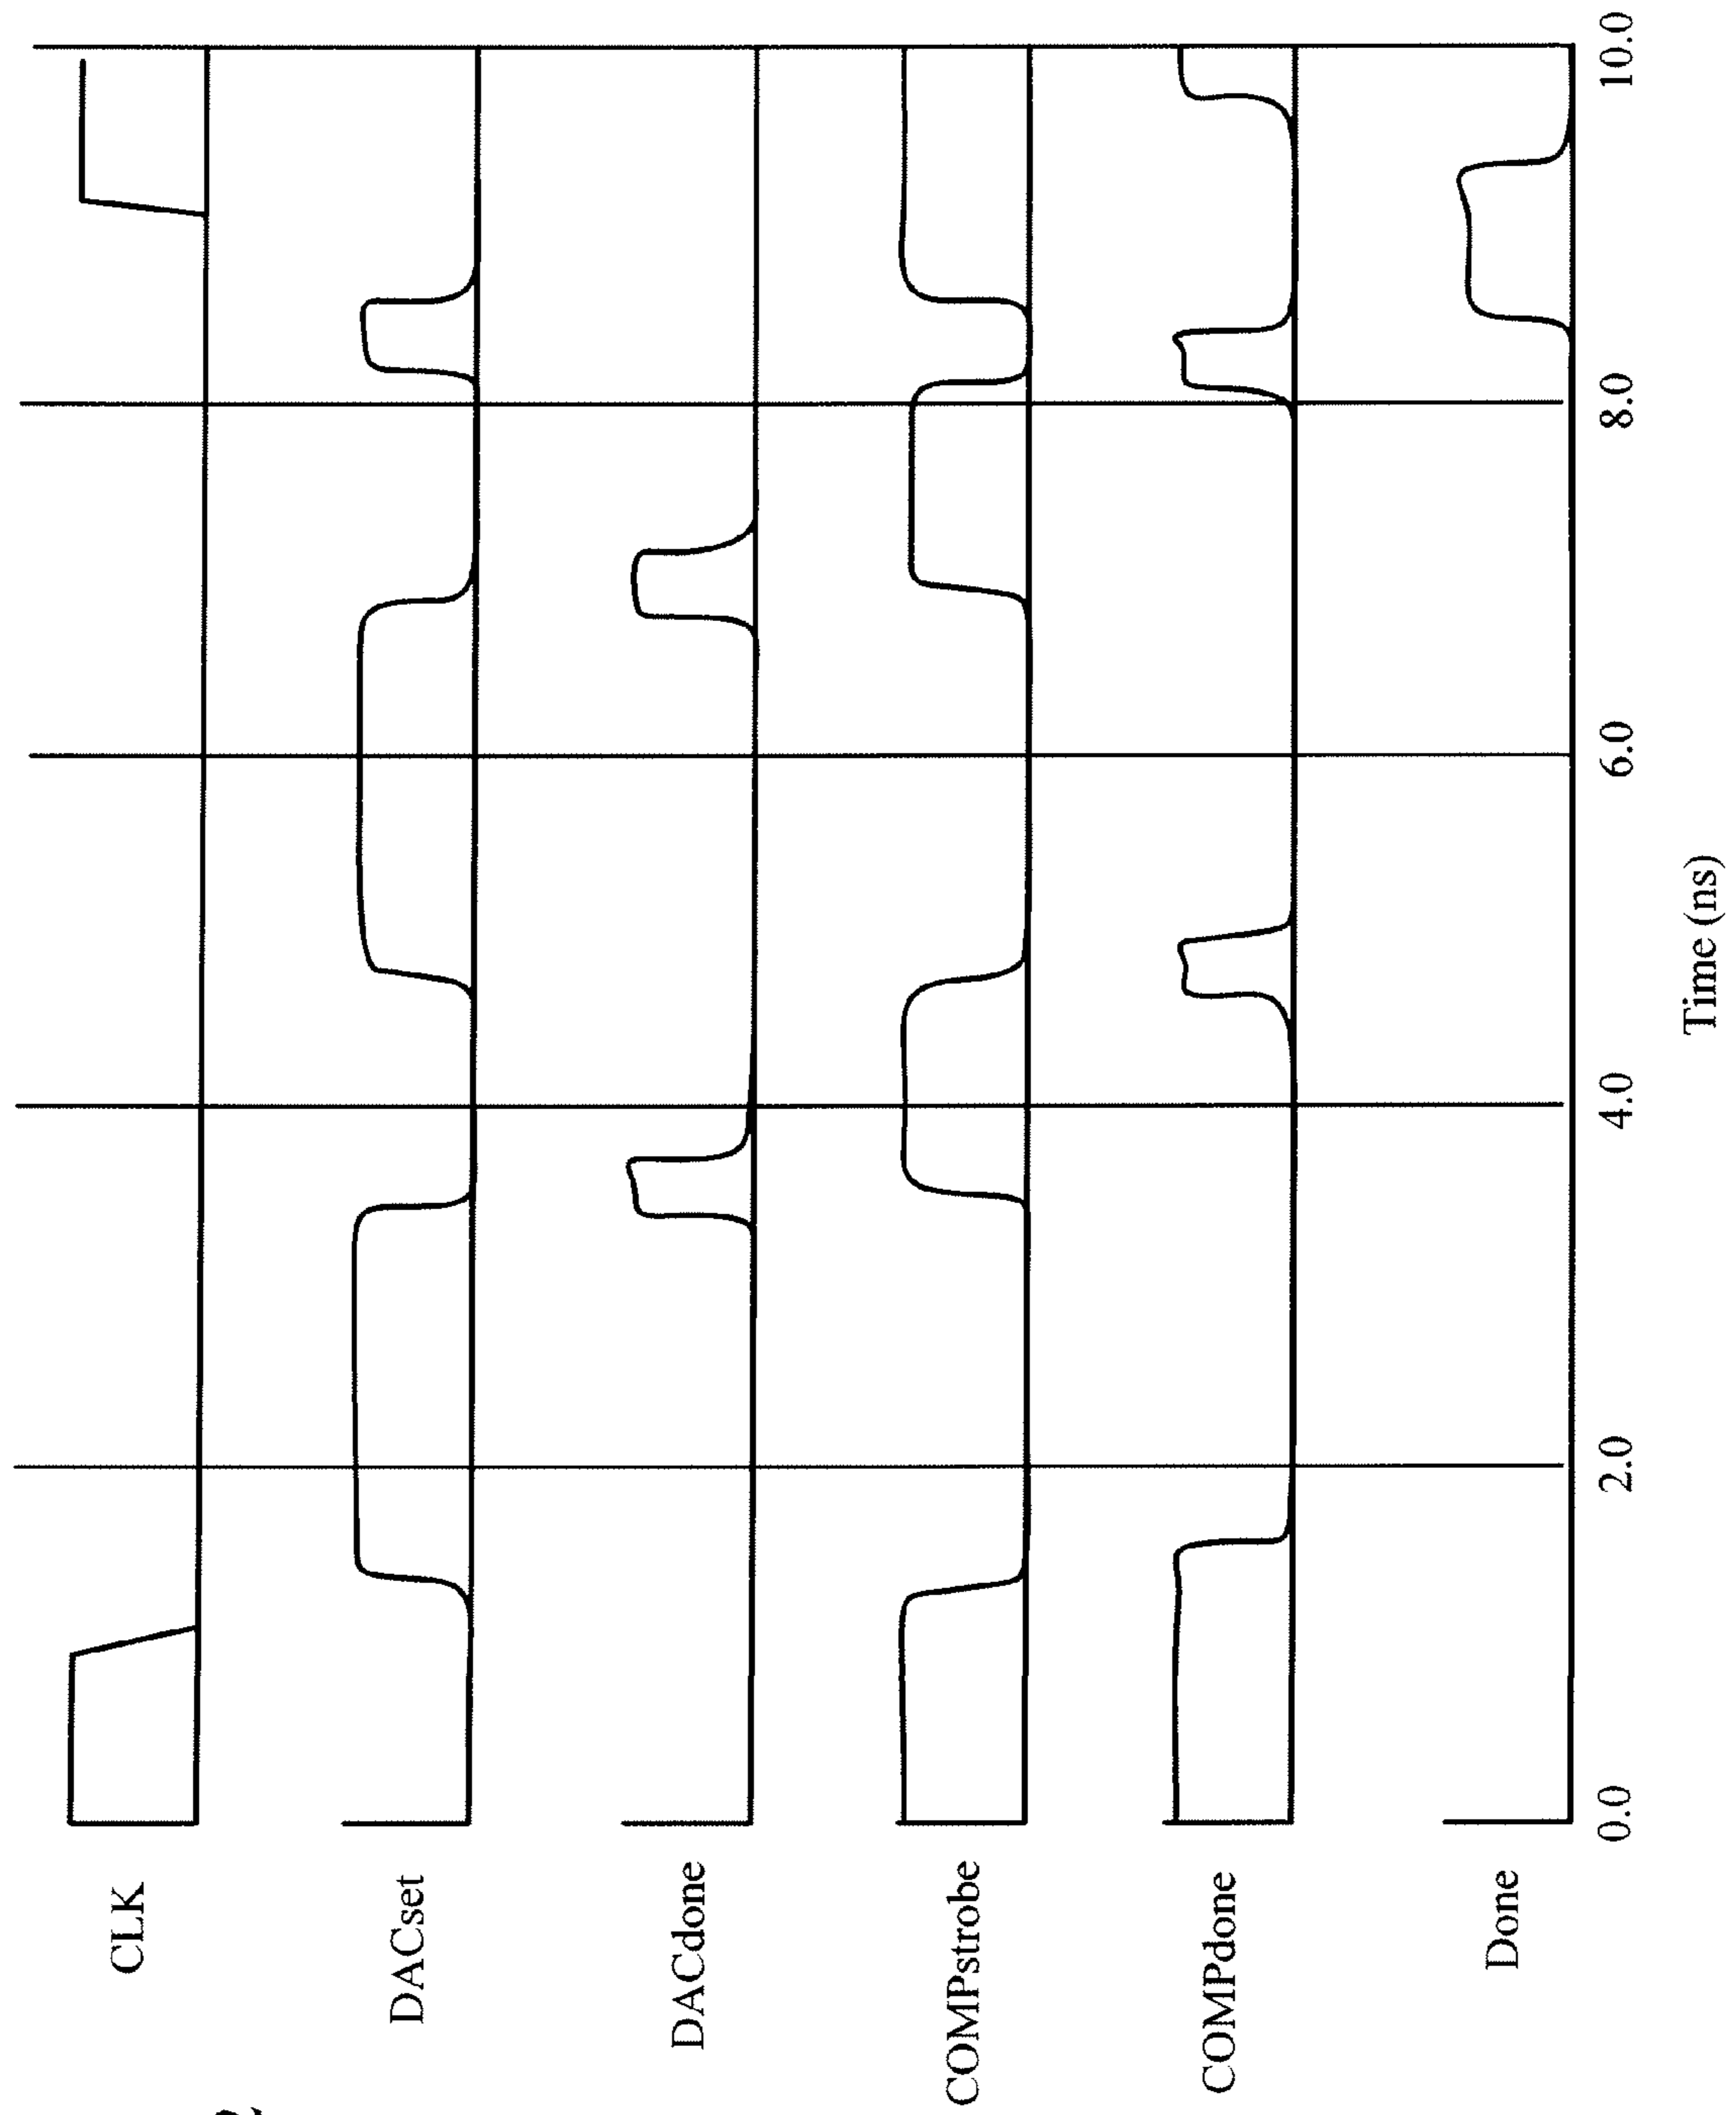 CLK
DACset
DACdone
COMPstrobe
COMPdone
Done
0.0 2.0 4.0 6.0 8.0 10.0
Time (ns)